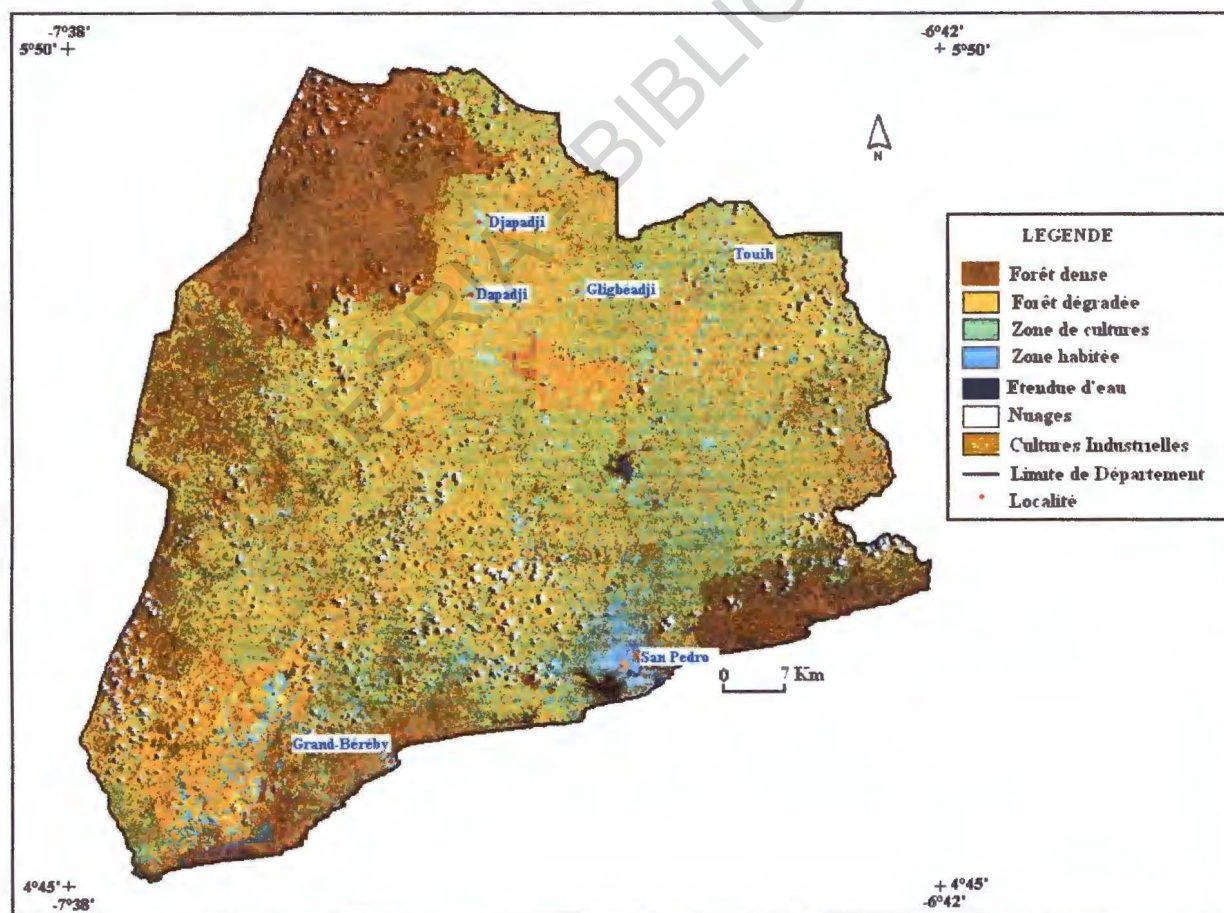 -7°38'
5°50'
-6°42'
5°50'
N
Djapadji
Touih
Dapadji
Gligbeadji
San Pedro
0 7 Km
Grand-Béréby
LEGENDE
Forêt dense
Forêt dégradée
Zone de cultures
Zone habitée
Etendue d'eau
Nuages
Cultures Industrielles
Limite de Département
Localité
4°45'
-7°38'
4°45'
-6°42'